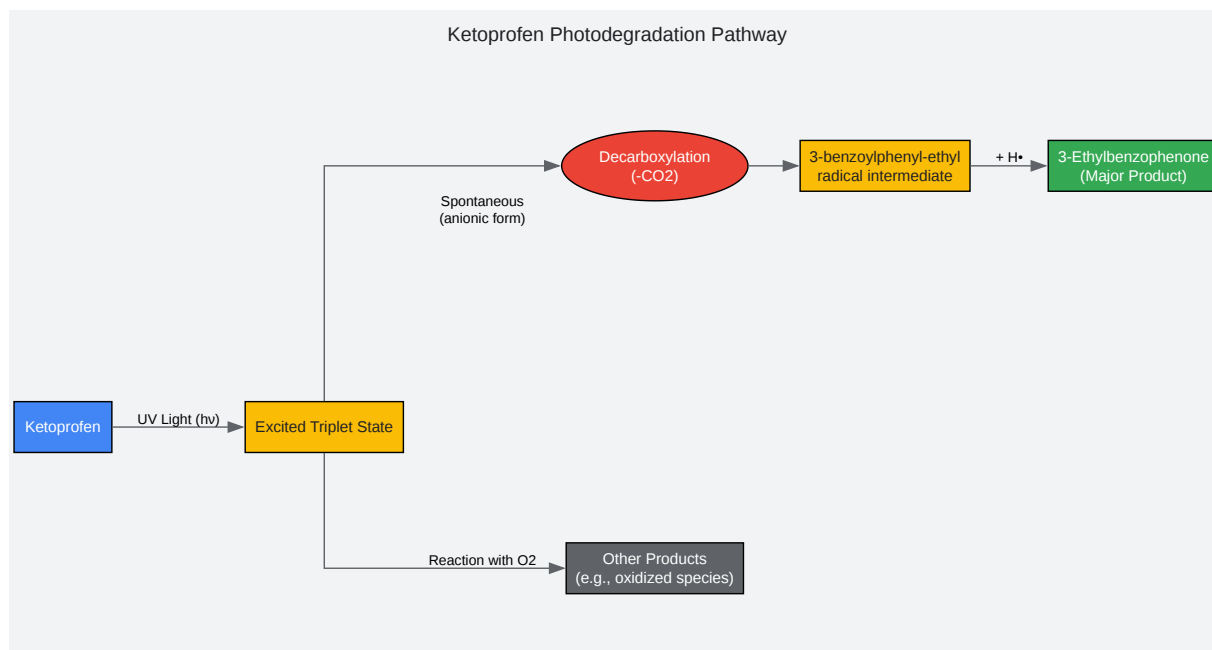 Ketoprofen Photodegradation Pathway
Decarboxylation
(-CO2)
3-benzoylphenyl-ethyl
radical intermediate
+ H•
3-Ethylbenzophenone
(Major Product)
Spontaneous
(anionic form)
Ketoprofen
UV Light (hν)
Excited Triplet State
Reaction with O2
Other Products
(e.g., oxidized species)